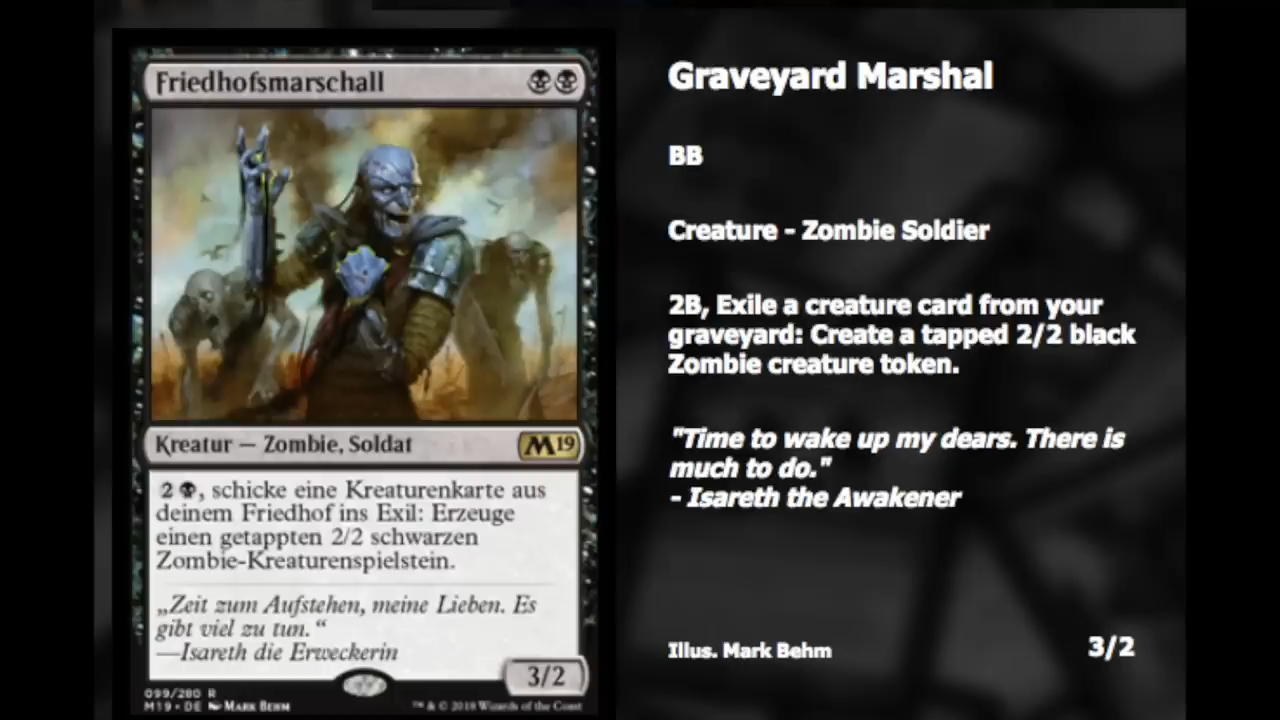 Friedhofsmarschall
Kreatur — Zombie, Soldat
M19
2, schicke eine Kreaturenkarte aus
deinem Friedhof ins Exil: Erzeuge
einen getappten 2/2 schwarzen
Zombie-Kreaturenspielstein.
„Zeit zum Aufstehen, meine Lieben. Es
gibt viel zu tun.“
—Isareth die Erweckerin
3/2
099/280 R
M19 • DE Mark Behm
™ & © 2018 Wizards of the Coast
Graveyard Marshal
BB
Creature - Zombie Soldier
2B, Exile a creature card from your
graveyard: Create a tapped 2/2 black
Zombie creature token.
"Time to wake up my dears. There is
much to do."
- Isareth the Awakener
Illus. Mark Behm
3/2